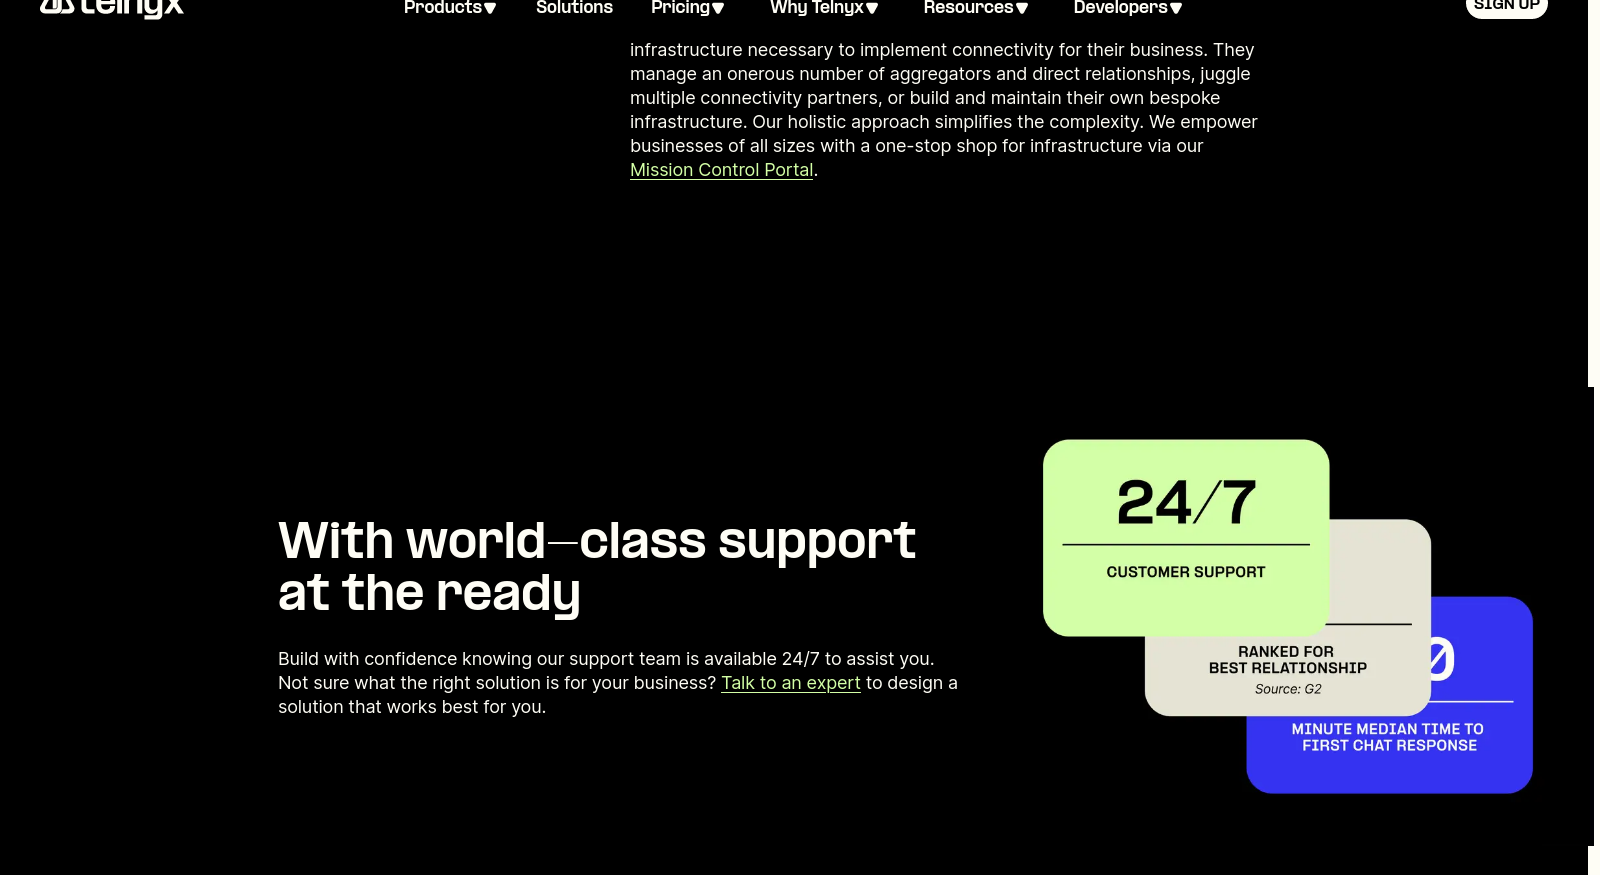 telnyx
Products
Solutions
Pricing
Why Telnyx
Resources
Developers
SIGN UP
infrastructure necessary to implement connectivity for their business. They
manage an onerous number of aggregators and direct relationships, juggle
multiple connectivity partners, or build and maintain their own bespoke
infrastructure. Our holistic approach simplifies the complexity. We empower
businesses of all sizes with a one-stop shop for infrastructure via our
Mission Control Portal.
With world-class support
at the ready
Build with confidence knowing our support team is available 24/7 to assist you.
Not sure what the right solution is for your business? Talk to an expert to design a
solution that works best for you.
24/7
CUSTOMER SUPPORT
RANKED FOR
BEST RELATIONSHIP
Source: G2
MINUTE MEDIAN TIME TO
FIRST CHAT RESPONSE